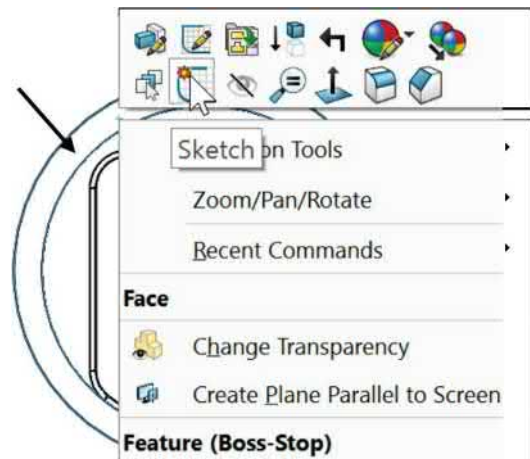 Sketch
on Tools
Zoom/Pan/Rotate
Recent Commands
Face
Change Transparency
Create Plane Parallel to Screen
Feature (Boss-Stop)